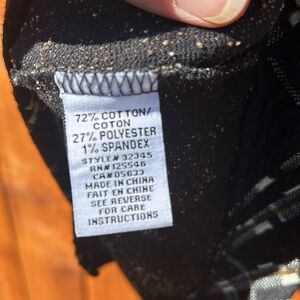 72% COTTON/
COTON
27% POLYESTER
1% SPANDEX
STYLE# 32345
RN# 125546
CA# 05633
MADE IN CHINA
FAIT EN CHINE
SEE REVERSE
FOR CARE
INSTRUCTIONS